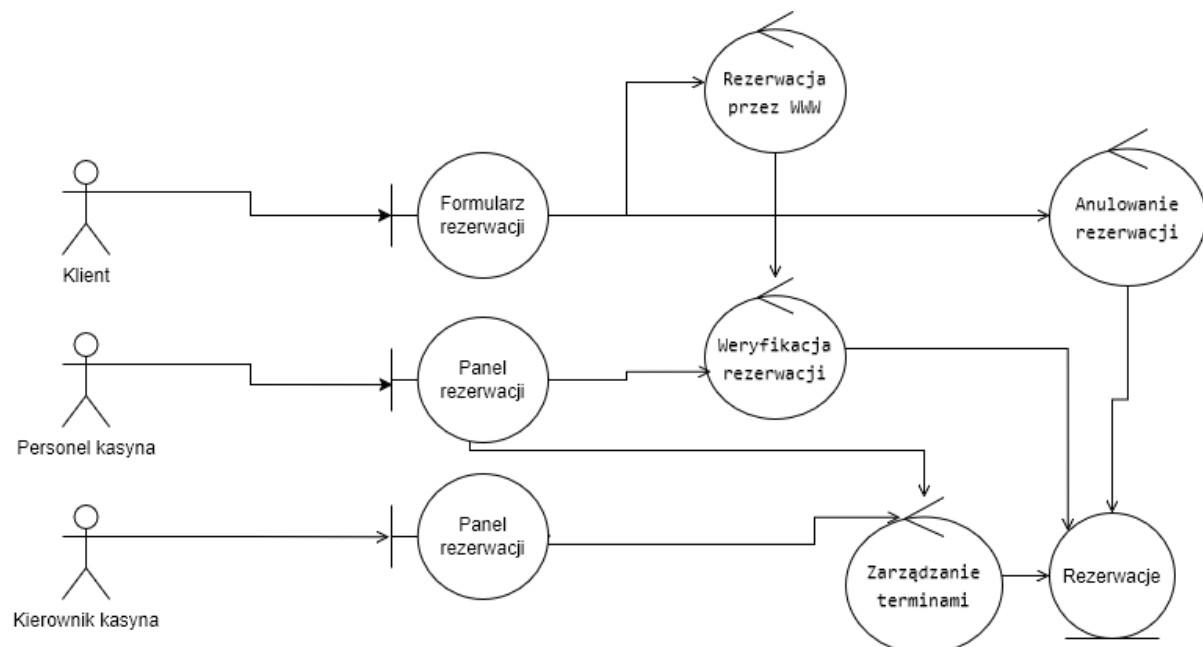 Rezerwacja
przez WWW
Formularz
rezerwacji
Anulowanie
rezerwacji
Klient
Panel
rezerwacji
Weryfikacja
rezerwacji
Personel kasyna
Panel
rezerwacji
Zarządzanie
terminami
Rezerwacje
Kierownik kasyna